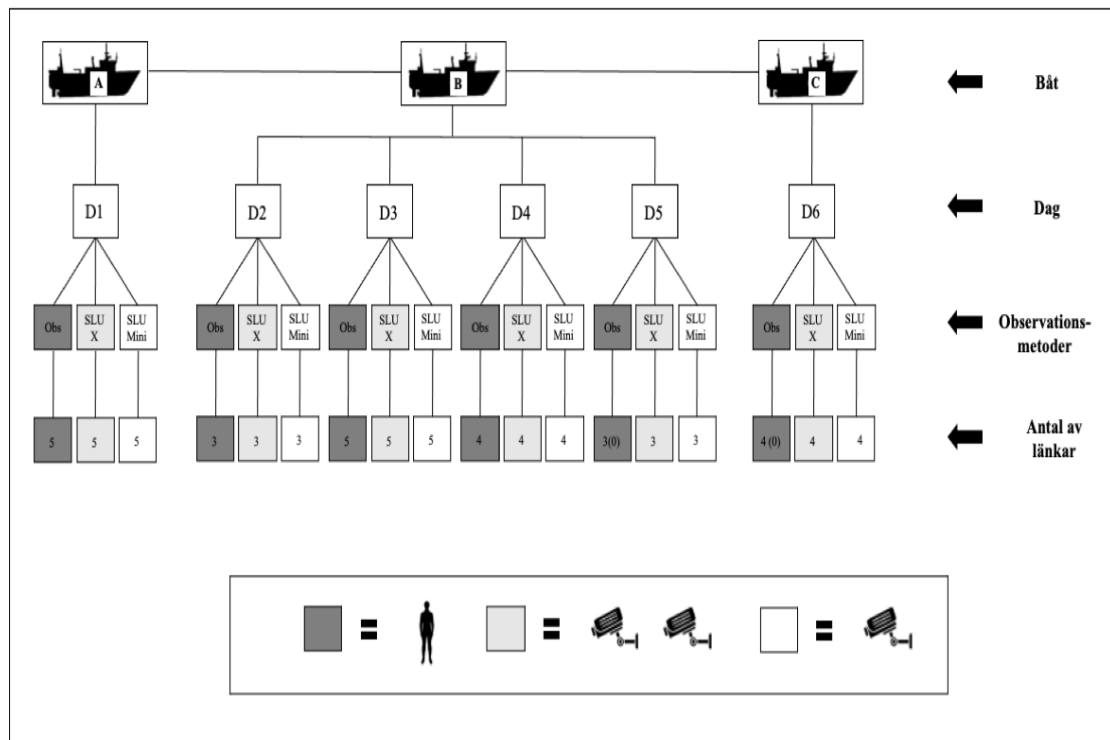 A B C Båt
D1 D2 D3 D4 D5 D6 Dag
Obs SLU X SLU Mini Obs SLU X SLU Mini Obs SLU X SLU Mini Obs SLU X SLU Mini Obs SLU X SLU Mini Obs SLU X SLU Mini
Observations-
metoder
5 5 5 3 3 3 5 5 5 4 4 4 3(0) 3 3 4 (0) 4 4
Antal av
länkar